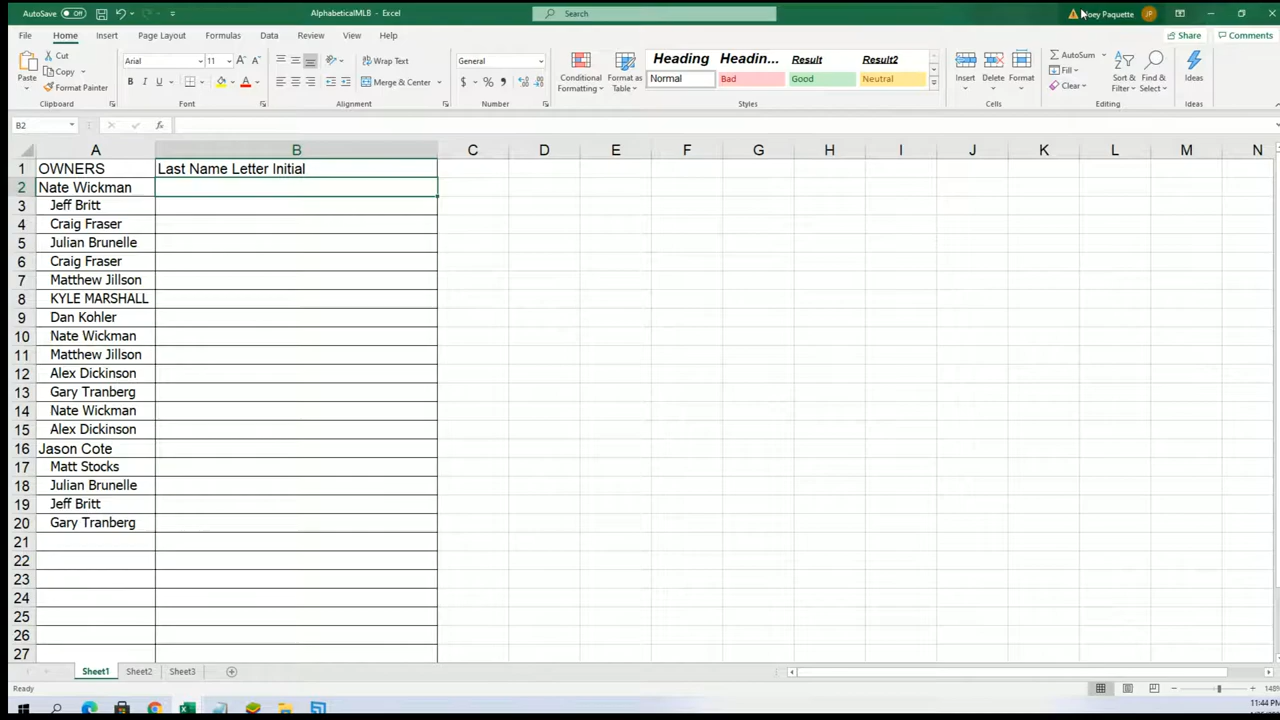 AutoSave Off AlphabeticalMLB - Excel Search Joey Paquette JP
File Home Insert Page Layout Formulas Data Review View Help Share Comments
Paste Cut Copy Format Painter Clipboard
Arial 11 B I U A Font
Wrap Text Merge & Center Alignment
General $ % Number
Conditional Formatting Format as Table
Heading Headin... Result Result2
Normal Bad Good Neutral
Styles
Insert Delete Format Cells
AutoSum Fill Clear Sort & Filter Find & Select Editing
Ideas Ideas
B2 fx
A B C D E F G H I J K L M N
1 OWNERS Last Name Letter Initial
2 Nate Wickman
3 Jeff Britt
4 Craig Fraser
5 Julian Brunelle
6 Craig Fraser
7 Matthew Jillson
8 KYLE MARSHALL
9 Dan Kohler
10 Nate Wickman
11 Matthew Jillson
12 Alex Dickinson
13 Gary Tranberg
14 Nate Wickman
15 Alex Dickinson
16 Jason Cote
17 Matt Stocks
18 Julian Brunelle
19 Jeff Britt
20 Gary Tranberg
21
22
23
24
25
26
27
Sheet1 Sheet2 Sheet3
Ready 148%
11:44 PM